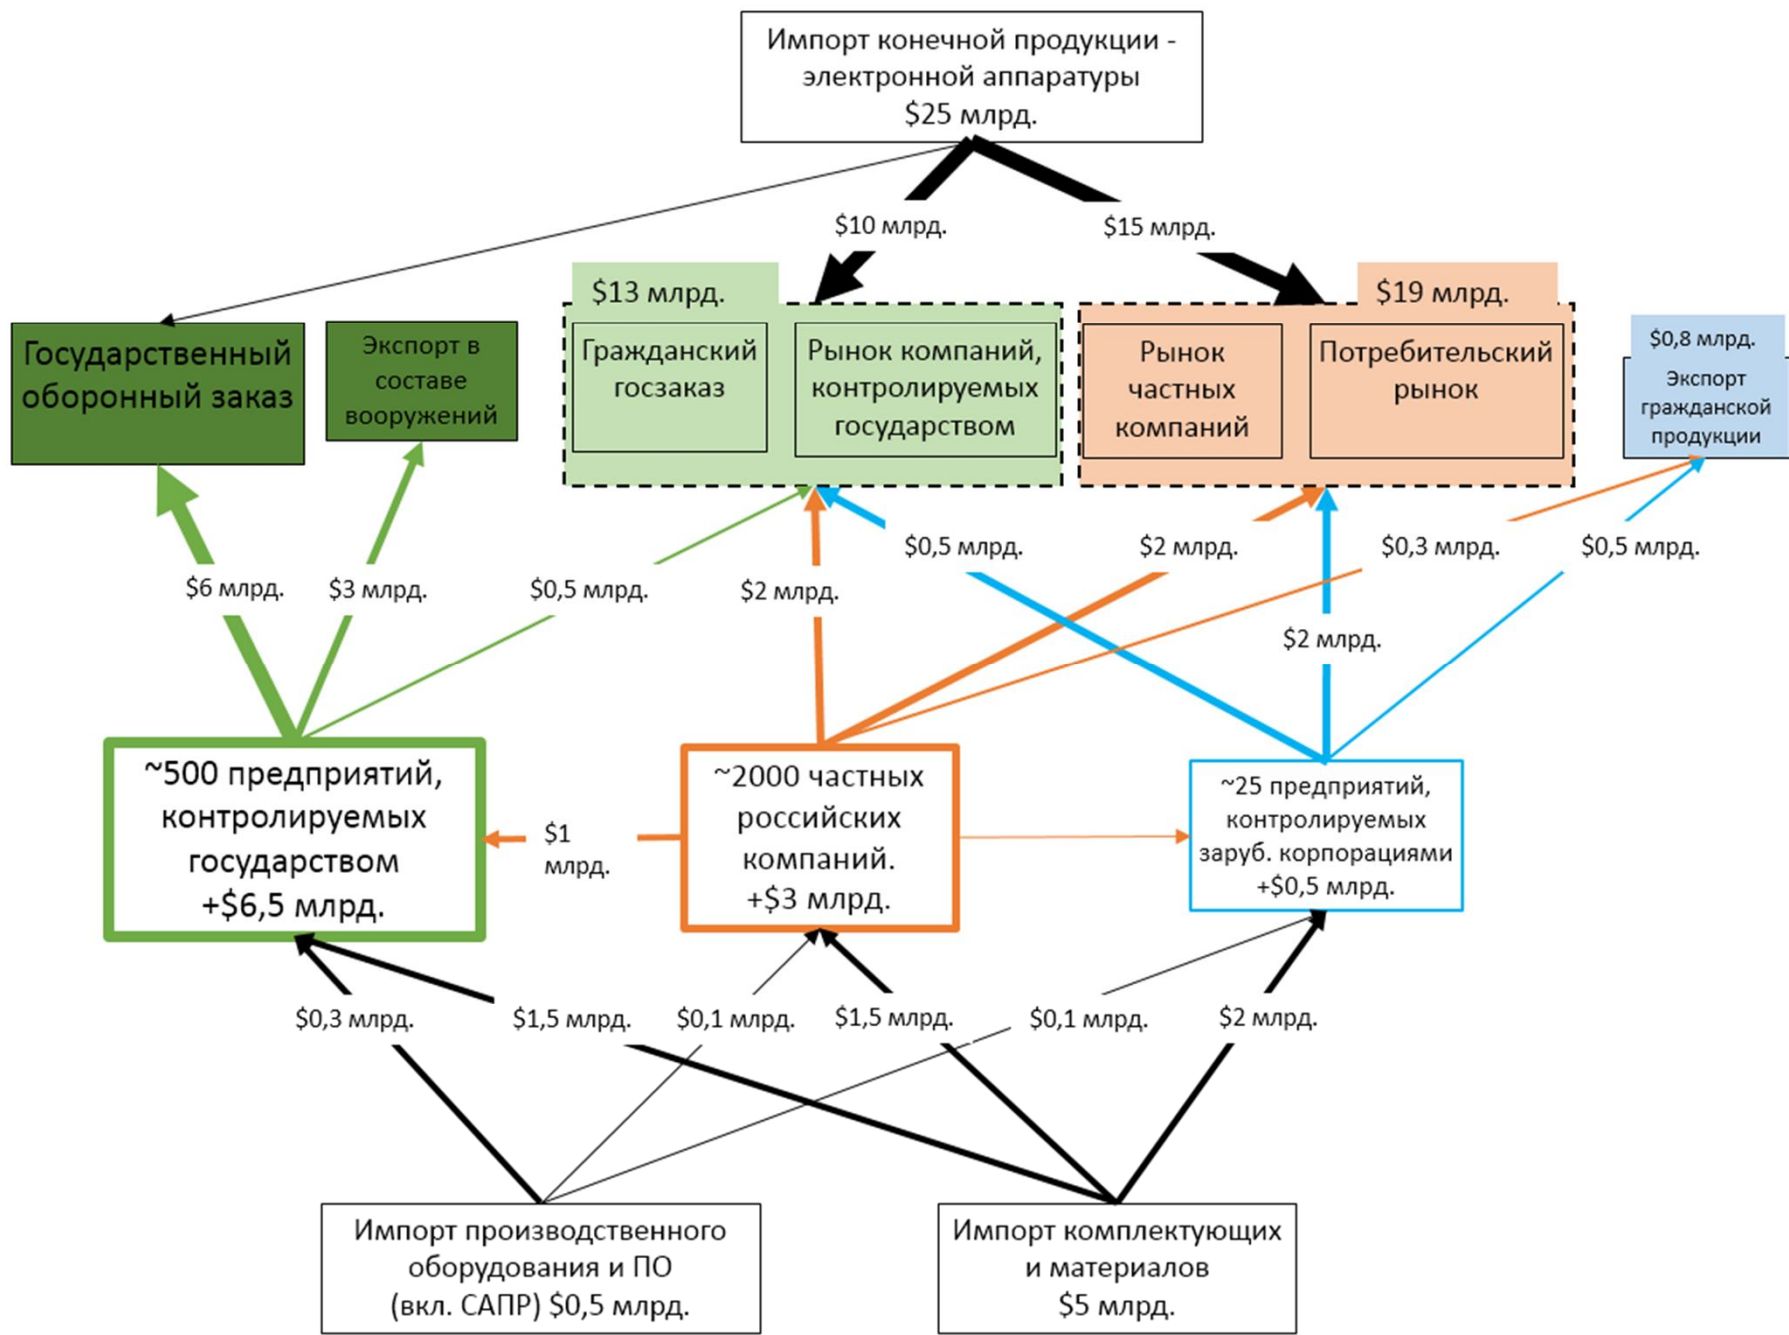 Импорт конечной продукции -
электронной аппаратуры
$25 млрд.
$10 млрд.
$15 млрд.
$13 млрд.
$19 млрд.
Государственный
оборонный заказ
Экспорт в
составе
вооружений
Гражданский
госзаказ
Рынок компаний,
контролируемых
государством
Рынок
частных
компаний
Потребительский
рынок
$0,8 млрд.
Экспорт
гражданской
продукции
$6 млрд.
$3 млрд.
$0,5 млрд.
$2 млрд.
$0,5 млрд.
$2 млрд.
$0,3 млрд.
$0,5 млрд.
$2 млрд.
~500 предприятий,
контролируемых
государством
+$6,5 млрд.
$1
млрд.
~2000 частных
российских
компаний.
+$3 млрд.
~25 предприятий,
контролируемых
заруб. корпорациями
+$0,5 млрд.
$0,3 млрд.
$1,5 млрд.
$0,1 млрд.
$1,5 млрд.
$0,1 млрд.
$2 млрд.
Импорт производственного
оборудования и ПО
(вкл. САПР) $0,5 млрд.
Импорт комплектующих
и материалов
$5 млрд.